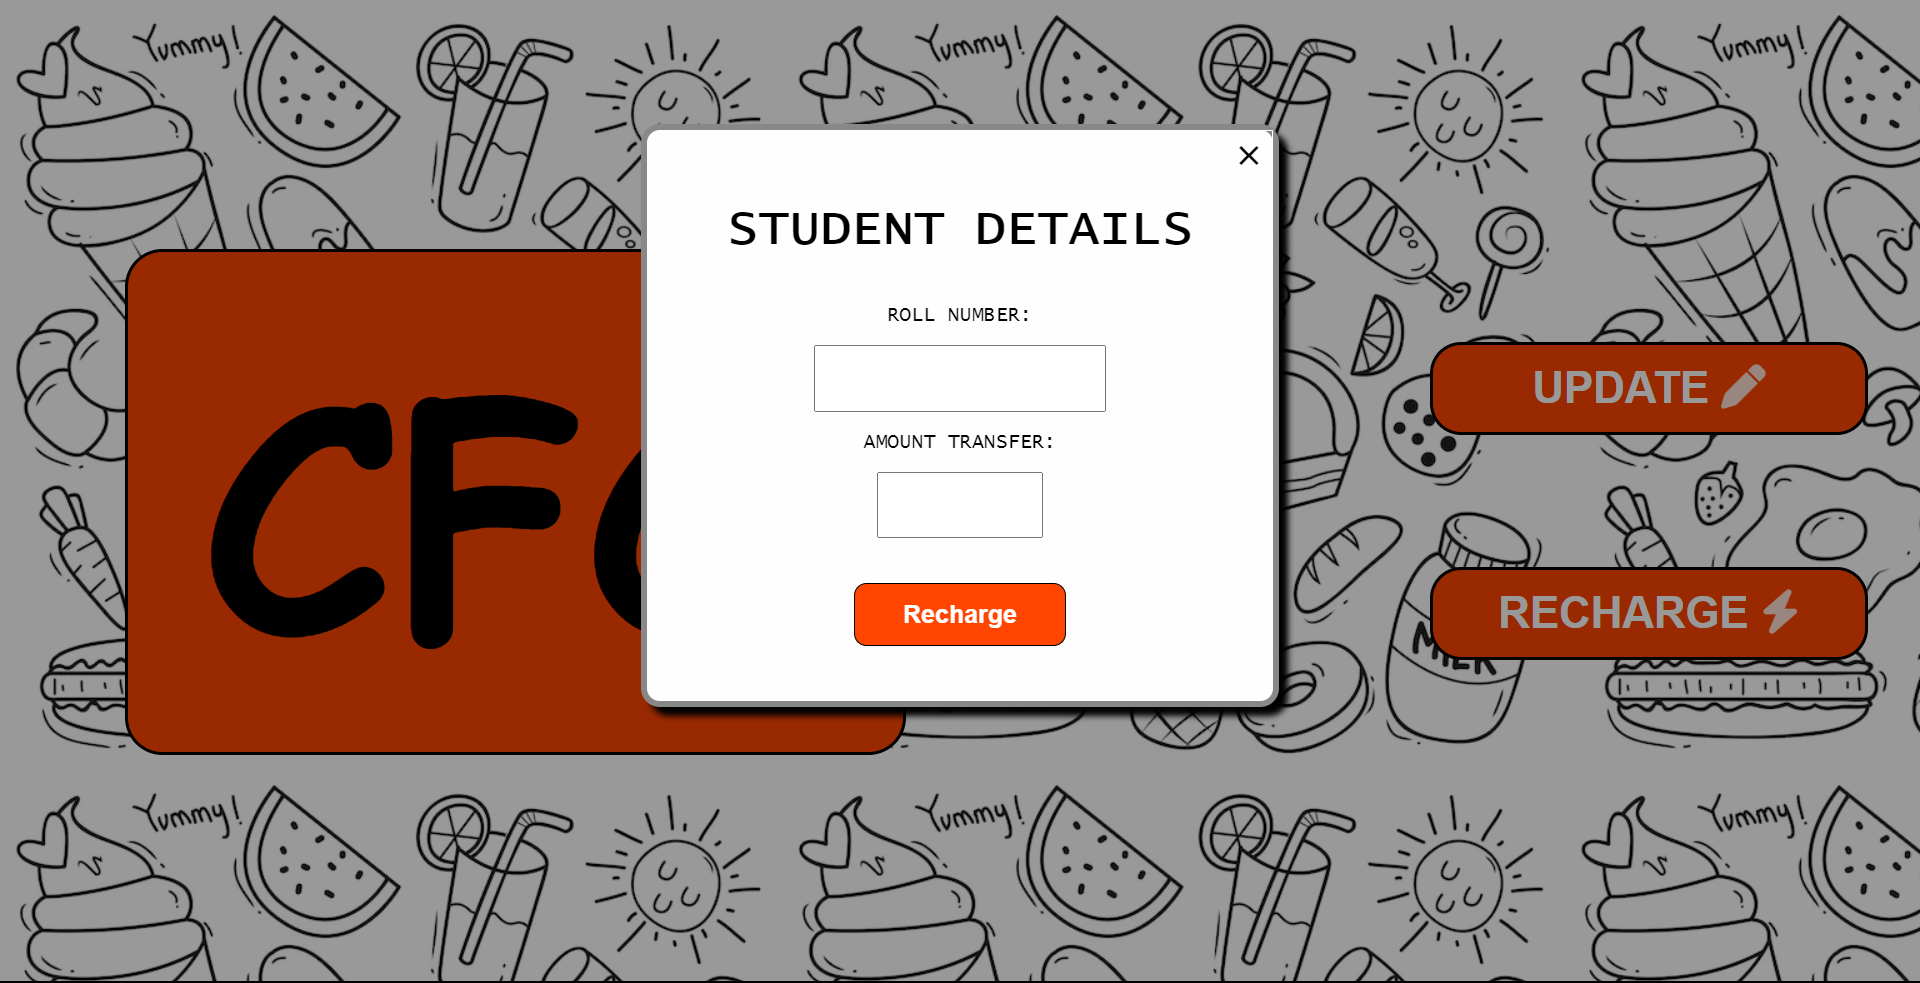 Yummy! Yummy! Yummy!
STUDENT DETAILS
ROLL NUMBER:
AMOUNT TRANSFER:
Recharge
CF
UPDATE
RECHARGE
MILK
Yummy! Yummy! Yummy!